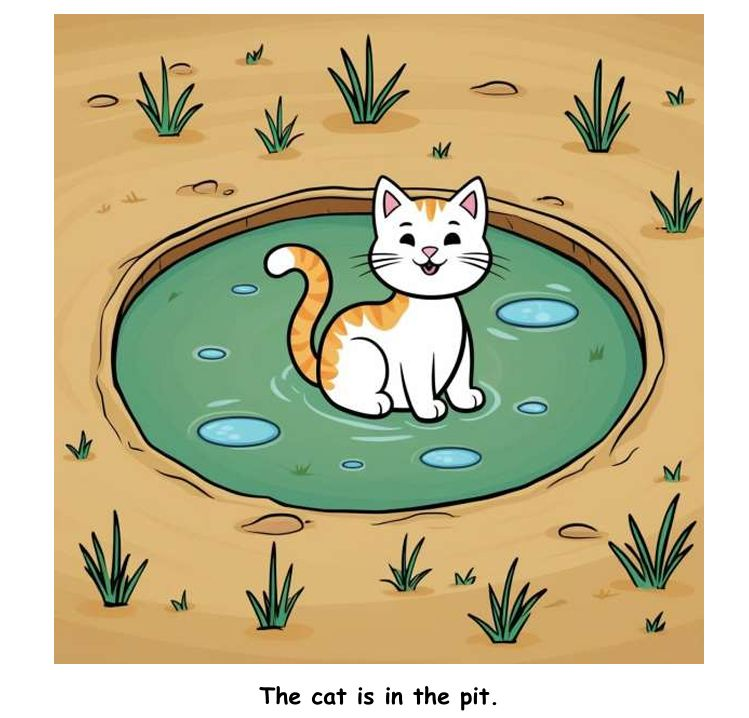 The cat is in the pit.